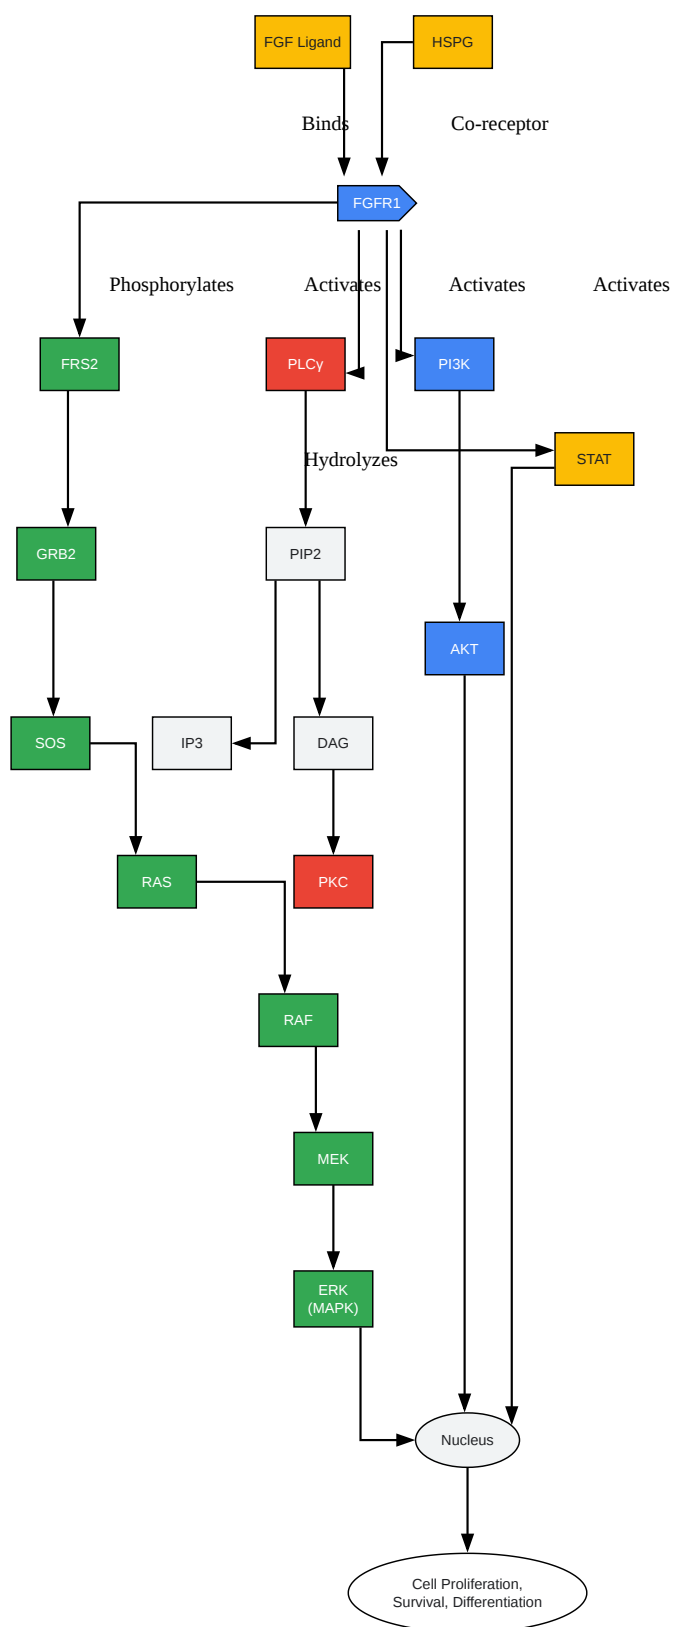 FGF Ligand
HSPG
Binds
Co-receptor
FGFR1
Phosphorylates
Activates
Activates
Activates
FRS2
PLCγ
PI3K
STAT
Hydrolyzes
GRB2
PIP2
AKT
SOS
IP3
DAG
RAS
PKC
RAF
MEK
ERK
(MAPK)
Nucleus
Cell Proliferation,
Survival, Differentiation